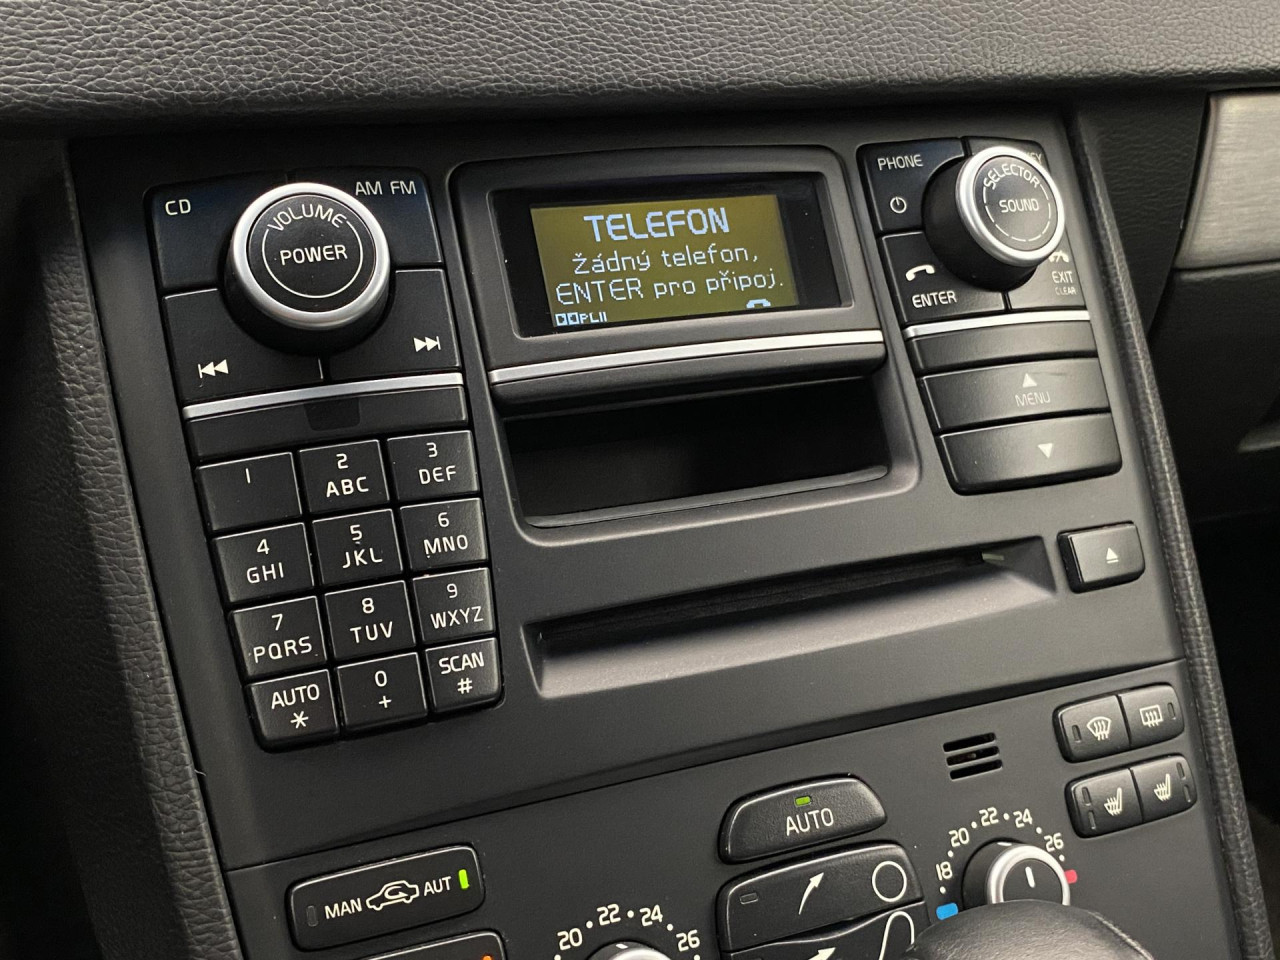 CD
AM FM
VOLUME
POWER
TELEFON
Žádný telefon,
ENTER pro připoj.
PLII
PHONE
SELECTOR
SOUND
ENTER
EXIT
CLEAR
MENU
1
2
ABC
3
DEF
4
GHI
5
JKL
6
MNO
7
PQRS
8
TUV
9
WXYZ
AUTO
*
0
+
SCAN
#
AUTO
MAN AUT
20 22 24 26
18 20 22 24 26